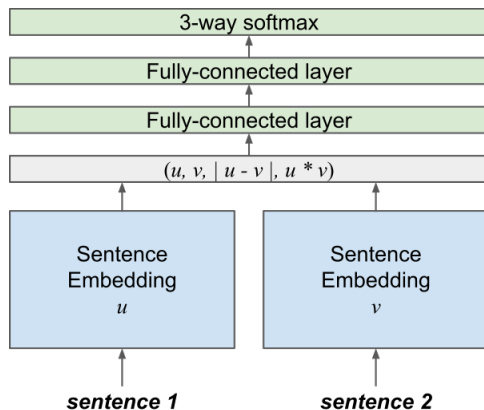 3-way softmax
Fully-connected layer
Fully-connected layer
(u, v, | u - v |, u * v)
Sentence
Embedding
u
Sentence
Embedding
v
sentence 1
sentence 2